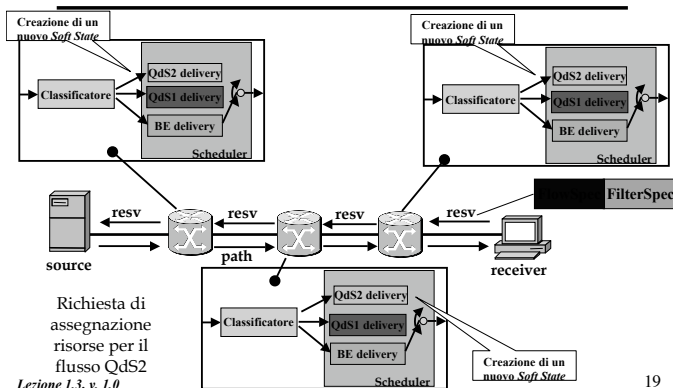 Creazione di un
nuovo Soft State
Classificatore
QdS2 delivery
QdS1 delivery
BE delivery
Scheduler
Creazione di un
nuovo Soft State
Classificatore
QdS2 delivery
QdS1 delivery
BE delivery
Scheduler
FlowSpec FilterSpec
resv
resv
resv
resv
source
path
receiver
Richiesta di
assegnazione
risorse per il
flusso QdS2
Classificatore
QdS2 delivery
QdS1 delivery
BE delivery
Scheduler
Creazione di un
nuovo Soft State
Lezione 1.3, v. 1.0
19